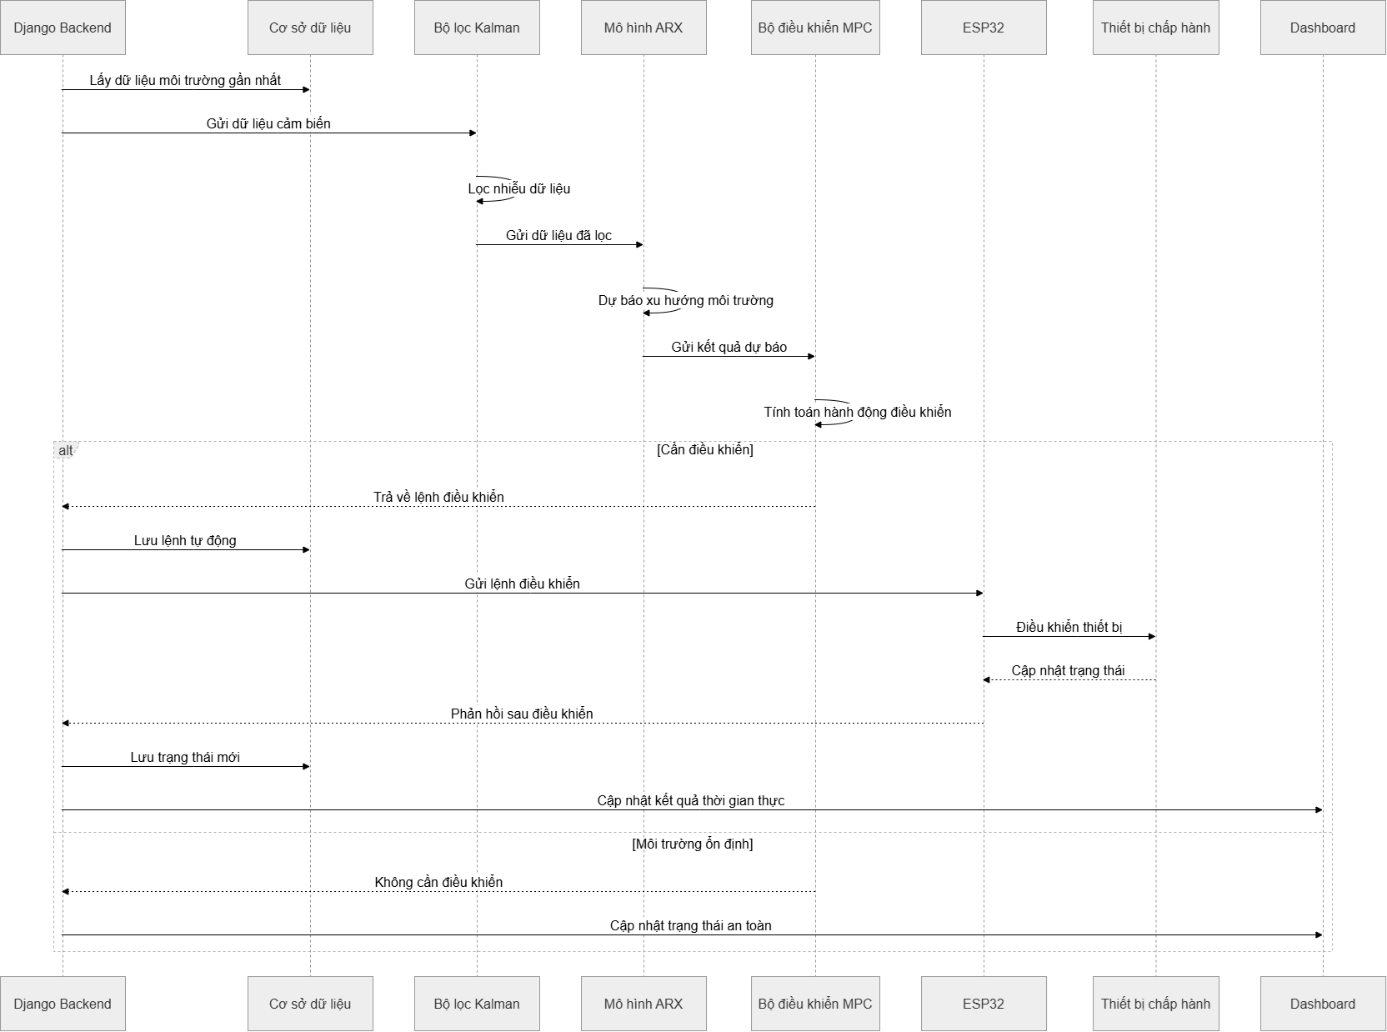 Django Backend
Cơ sở dữ liệu
Bộ lọc Kalman
Mô hình ARX
Bộ điều khiển MPC
ESP32
Thiết bị chấp hành
Dashboard
Lấy dữ liệu môi trường gần nhất
Gửi dữ liệu cảm biến
Lọc nhiễu dữ liệu
Gửi dữ liệu đã lọc
Dự báo xu hướng môi trường
Gửi kết quả dự báo
Tính toán hành động điều khiển
alt
[Cần điều khiển]
Trả về lệnh điều khiển
Lưu lệnh tự động
Gửi lệnh điều khiển
Điều khiển thiết bị
Cập nhật trạng thái
Phản hồi sau điều khiển
Lưu trạng thái mới
Cập nhật kết quả thời gian thực
[Môi trường ổn định]
Không cần điều khiển
Cập nhật trạng thái an toàn
Django Backend
Cơ sở dữ liệu
Bộ lọc Kalman
Mô hình ARX
Bộ điều khiển MPC
ESP32
Thiết bị chấp hành
Dashboard